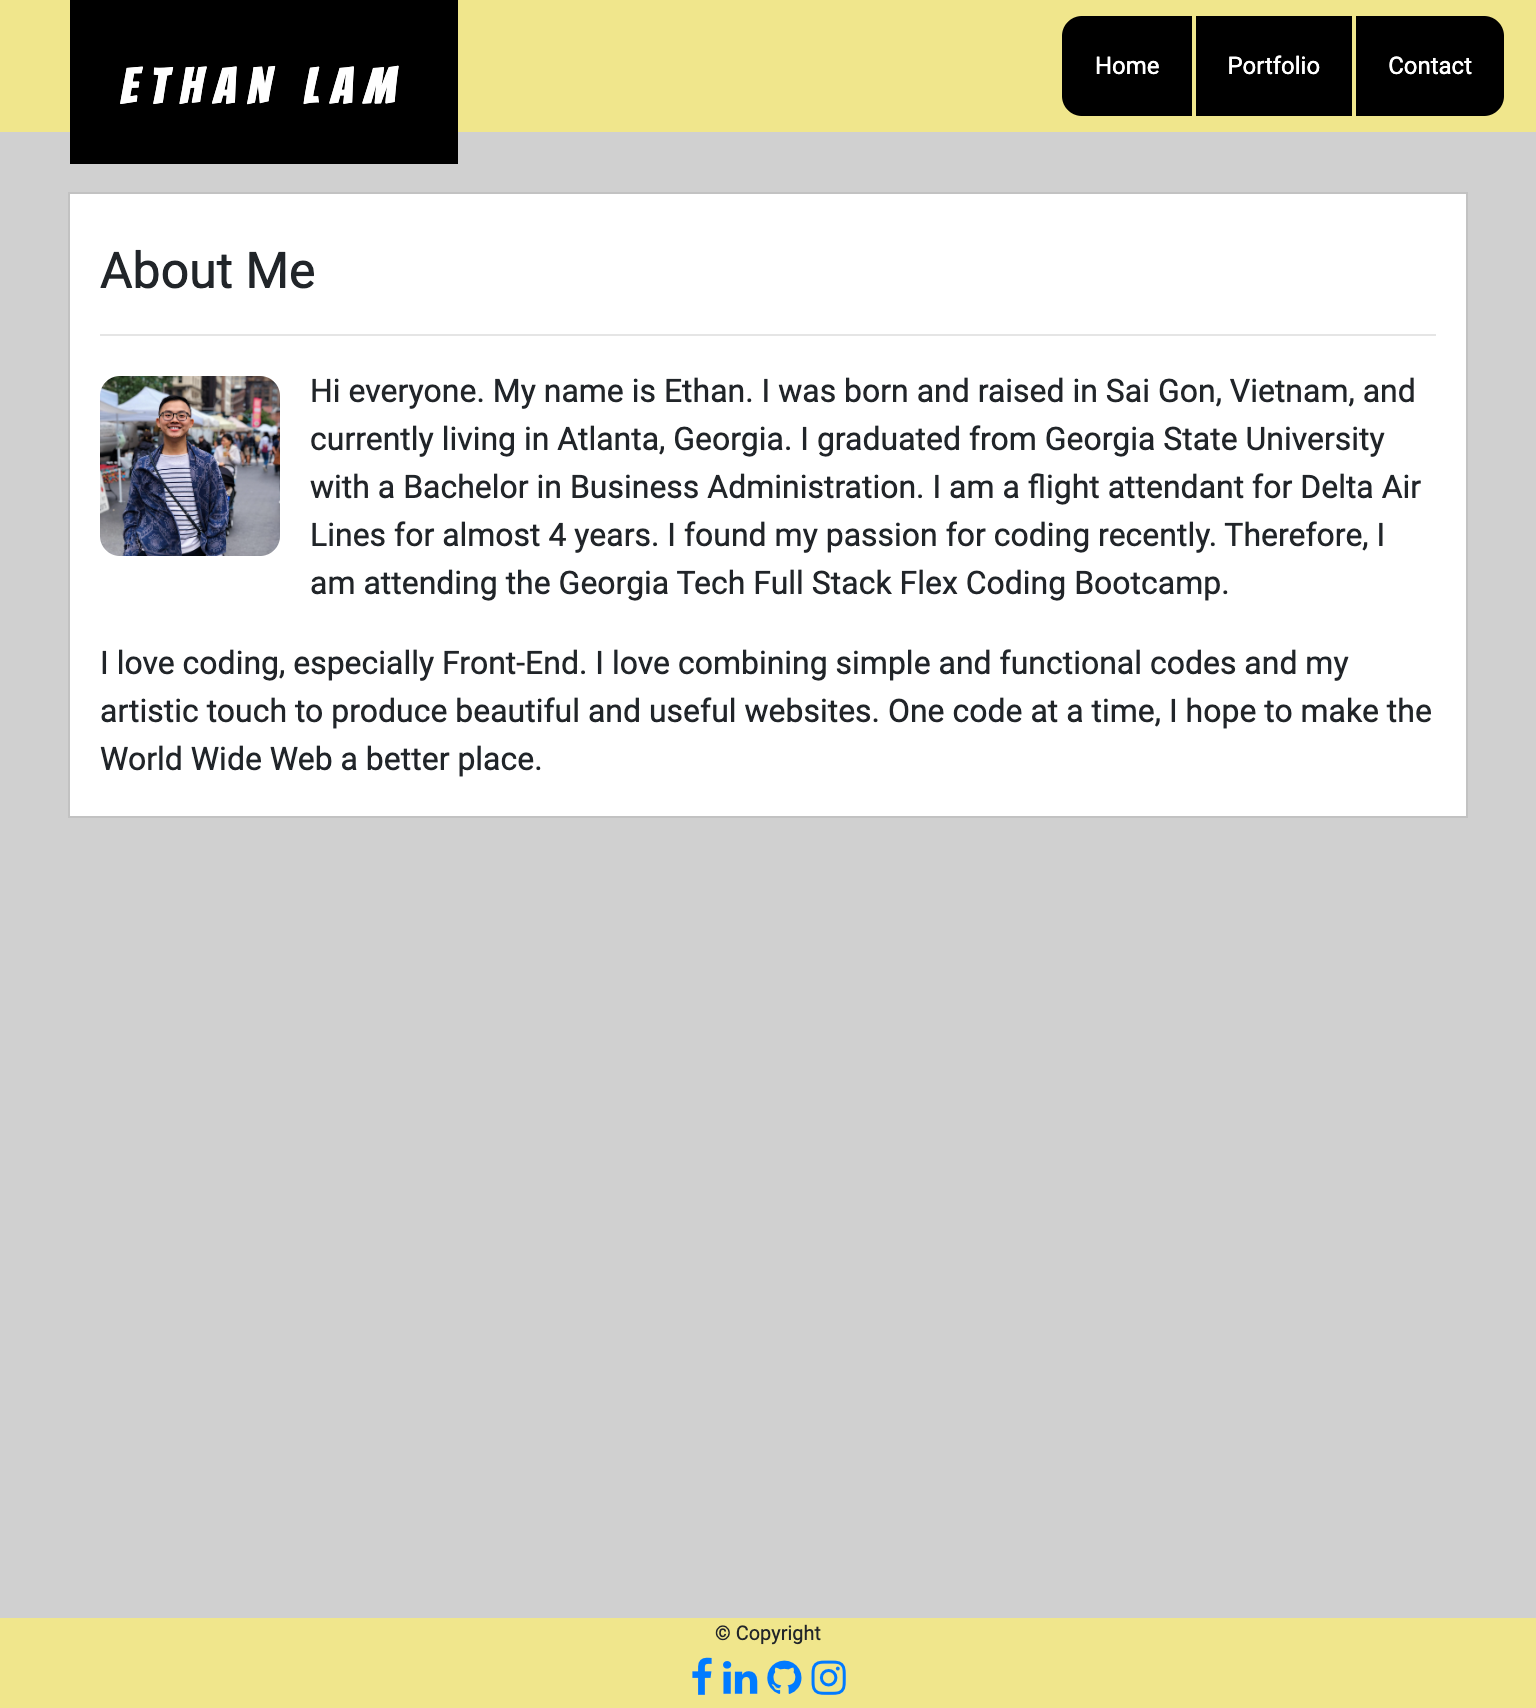 ETHAN LAM
Home
Portfolio
Contact
About Me
Hi everyone. My name is Ethan. I was born and raised in Sai Gon, Vietnam, and
currently living in Atlanta, Georgia. I graduated from Georgia State University
with a Bachelor in Business Administration. I am a flight attendant for Delta Air
Lines for almost 4 years. I found my passion for coding recently. Therefore, I
am attending the Georgia Tech Full Stack Flex Coding Bootcamp.
I love coding, especially Front-End. I love combining simple and functional codes and my
artistic touch to produce beautiful and useful websites. One code at a time, I hope to make the
World Wide Web a better place.
© Copyright